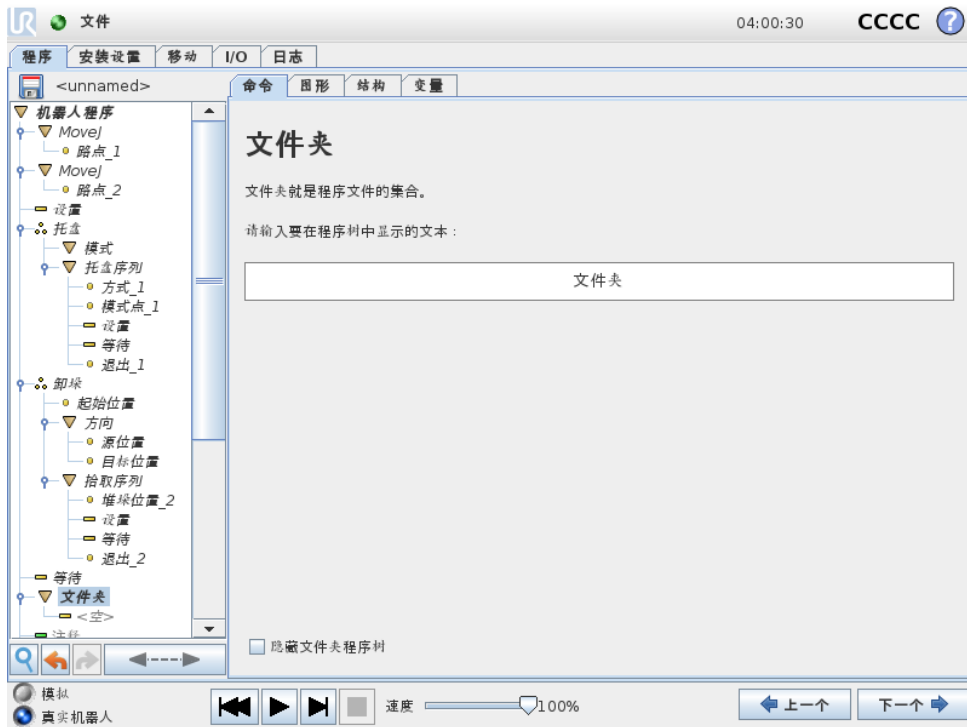 UR 文件 04:00:30 CCCC ?
程序 安装设置 移动 I/O 日志
<unnamed>
命令 图形 结构 变量
机器人程序
MoveJ
路点_1
MoveJ
路点_2
设置
托盘
模式
托盘序列
方式_1
模式点_1
设置
等待
退出_1
卸垛
起始位置
方向
源位置
目标位置
拾取序列
堆垛位置_2
设置
等待
退出_2
等待
文件夹
<空>
注释
文件夹
文件夹就是程序文件的集合。
请输入要在程序树中显示的文本：
文件夹
隐藏文件夹程序树
模拟
真实机器人
速度 100%
上一个 下一个